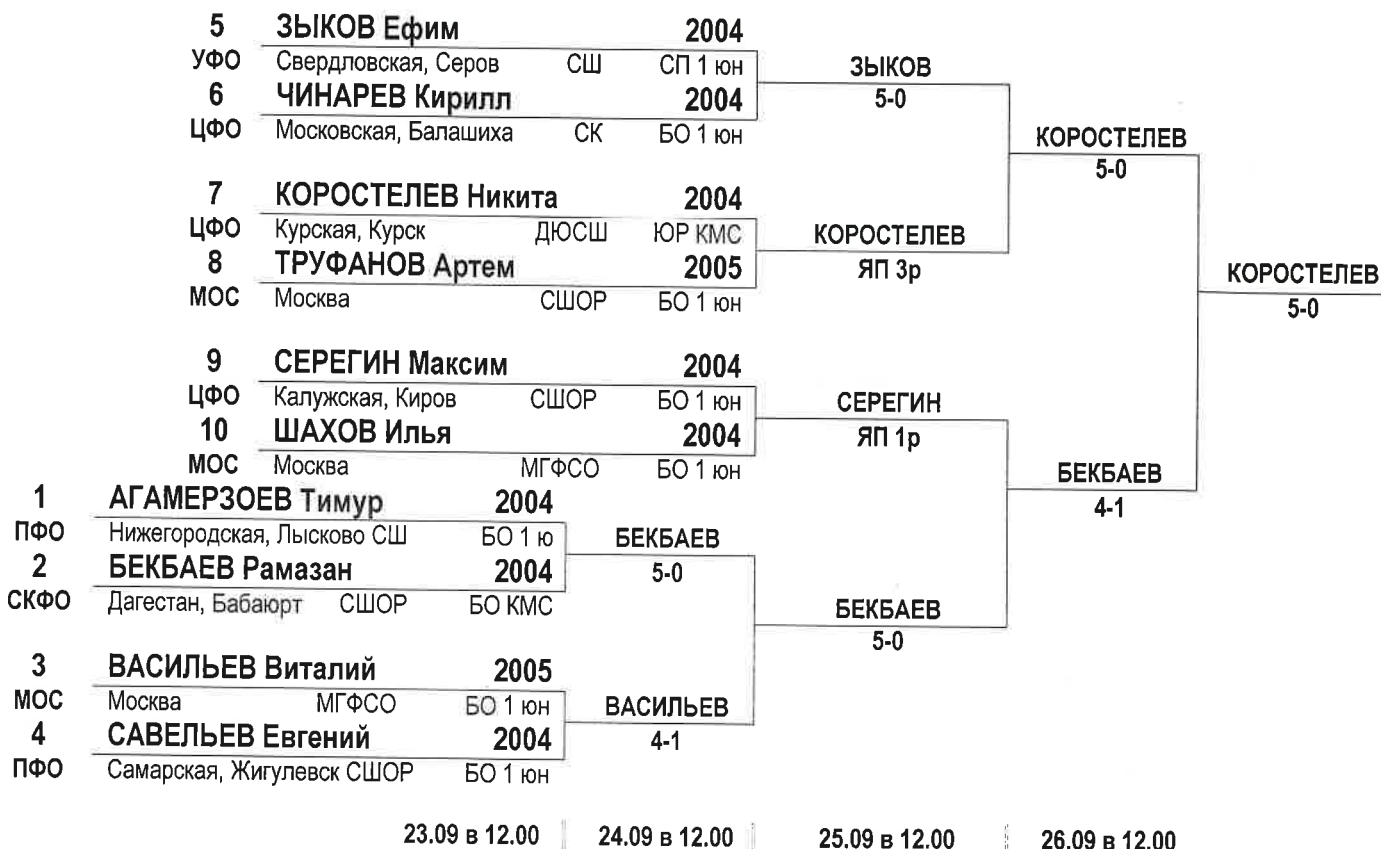 5 ЗЫКОВ Ефим 2004
УФО Свердловская, Серов СШ СП 1 юн
ЗЫКОВ
5-0
6 ЧИНАРЕВ Кирилл 2004
ЦФО Московская, Балашиха СК БО 1 юн
КОРОСТЕЛЕВ
5-0
7 КОРОСТЕЛЕВ Никита 2004
ЦФО Курская, Курск ДЮСШ ЮР КМС
КОРОСТЕЛЕВ
ЯП 3р
8 ТРУФАНОВ Артем 2005
МОС Москва СШОР БО 1 юн
КОРОСТЕЛЕВ
5-0
9 СЕРЕГИН Максим 2004
ЦФО Калужская, Киров СШОР БО 1 юн
СЕРЕГИН
ЯП 1р
10 ШАХОВ Илья 2004
МОС Москва МГФСО БО 1 юн
БЕКБАЕВ
4-1
1 АГАМЕРЗОЕВ Тимур 2004
ПФО Нижегородская, Лысково СШ БО 1 ю
БЕКБАЕВ
5-0
2 БЕКБАЕВ Рамазан 2004
СКФО Дагестан, Бабаюрт СШОР БО КМС
БЕКБАЕВ
5-0
3 ВАСИЛЬЕВ Виталий 2005
МОС Москва МГФСО БО 1 юн
ВАСИЛЬЕВ
4-1
4 САВЕЛЬЕВ Евгений 2004
ПФО Самарская, Жигулевск СШОР БО 1 юн
23.09 в 12.00 24.09 в 12.00 25.09 в 12.00 26.09 в 12.00